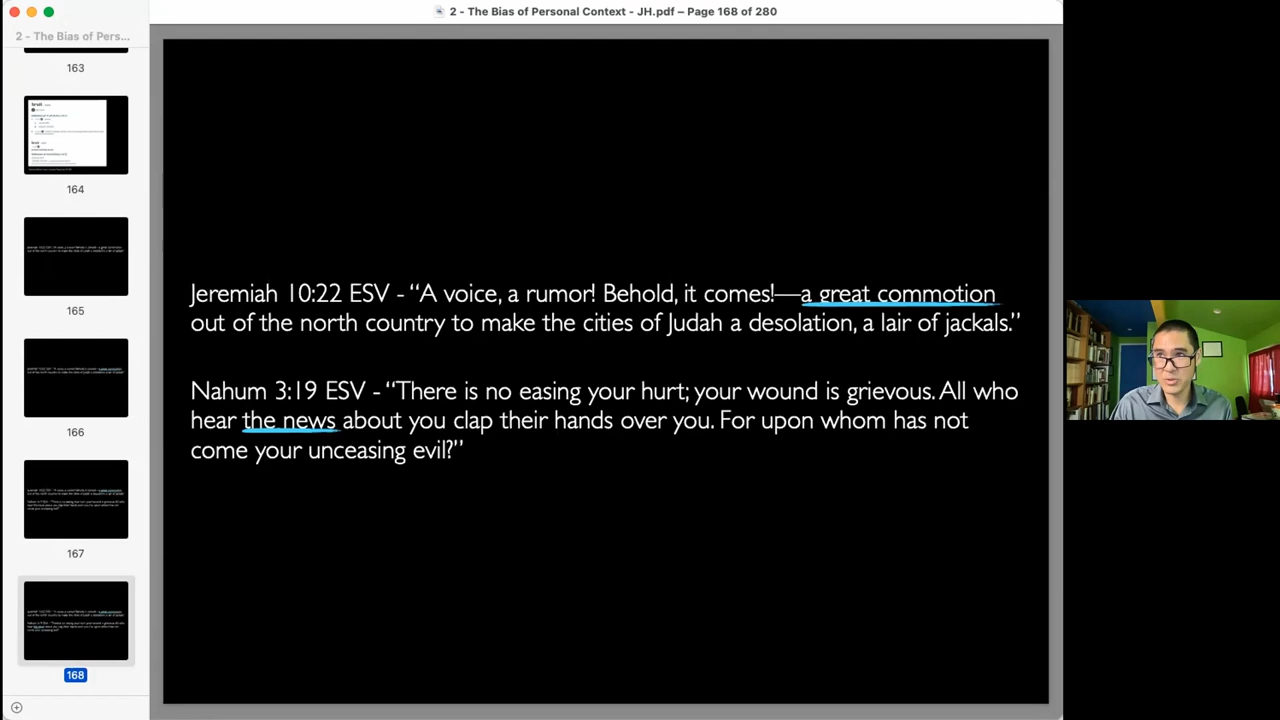 2 - The Bias of Personal Context - JH.pdf – Page 168 of 280
2 - The Bias of Pers...
163
164
165
166
167
168
Jeremiah 10:22 ESV - “A voice, a rumor! Behold, it comes!—a great commotion
out of the north country to make the cities of Judah a desolation, a lair of jackals.”
Nahum 3:19 ESV - “There is no easing your hurt; your wound is grievous. All who
hear the news about you clap their hands over you. For upon whom has not
come your unceasing evil?”